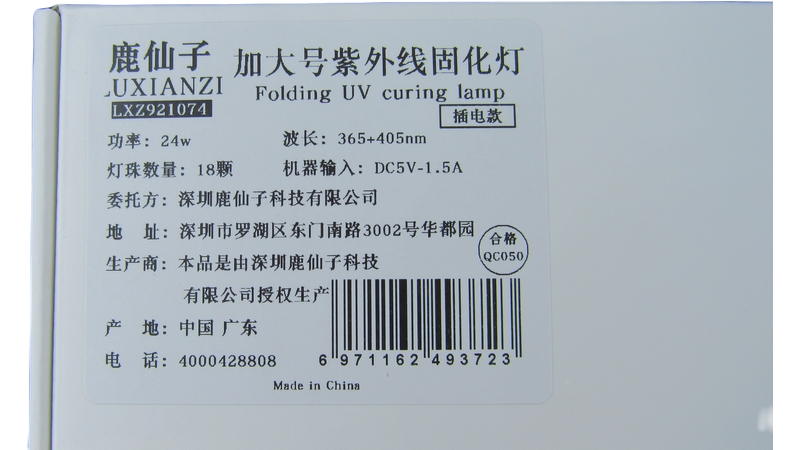 鹿仙子
LUXIANZI
LXZ921074
加大号紫外线固化灯
Folding UV curing lamp
插电款
功率：24w
波长：365+405nm
灯珠数量：18颗
机器输入：DC5V-1.5A
委托方：深圳鹿仙子科技有限公司
地 址：深圳市罗湖区东门南路3002号华都园
合格
QC050
生产商：本品是由深圳鹿仙子科技
有限公司授权生产
产 地：中国 广东
电 话：4000428808
6 971162 493723
Made in China